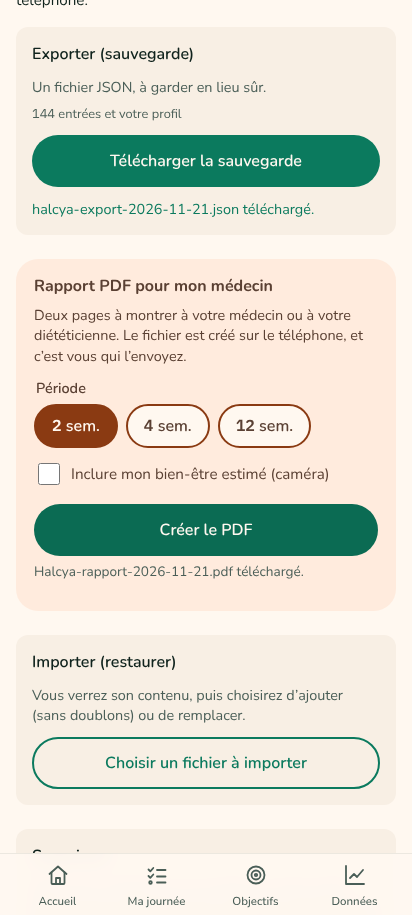 téléphone.
Exporter (sauvegarde)
Un fichier JSON, à garder en lieu sûr.
144 entrées et votre profil
Télécharger la sauvegarde
halcya-export-2026-11-21.json téléchargé.
Rapport PDF pour mon médecin
Deux pages à montrer à votre médecin ou à votre
diététicienne. Le fichier est créé sur le téléphone, et
c’est vous qui l’envoyez.
Période
2 sem.
4 sem.
12 sem.
Inclure mon bien-être estimé (caméra)
Créer le PDF
Halcya-rapport-2026-11-21.pdf téléchargé.
Importer (restaurer)
Vous verrez son contenu, puis choisirez d’ajouter
(sans doublons) ou de remplacer.
Choisir un fichier à importer
Accueil
Ma journée
Objectifs
Données